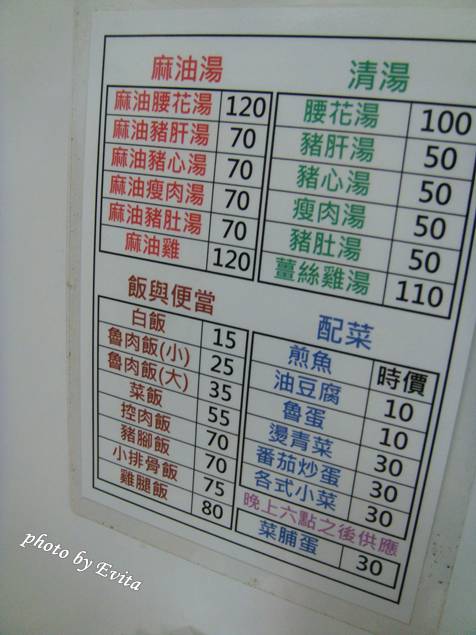 麻油湯
麻油腰花湯 120
麻油豬肝湯 70
麻油豬心湯 70
麻油瘦肉湯 70
麻油豬肚湯 70
麻油雞 120
清湯
腰花湯 100
豬肝湯 50
豬心湯 50
瘦肉湯 50
豬肚湯 50
薑絲雞湯 110
飯與便當
白飯 15
魯肉飯(小) 25
魯肉飯(大) 35
菜飯 55
控肉飯 70
豬腳飯 70
小排骨飯 75
雞腿飯 80
配菜
煎魚 時價
油豆腐 10
魯蛋 10
燙青菜 30
番茄炒蛋 30
各式小菜 30
晚上六點之後供應
菜脯蛋 30
photo by Evita